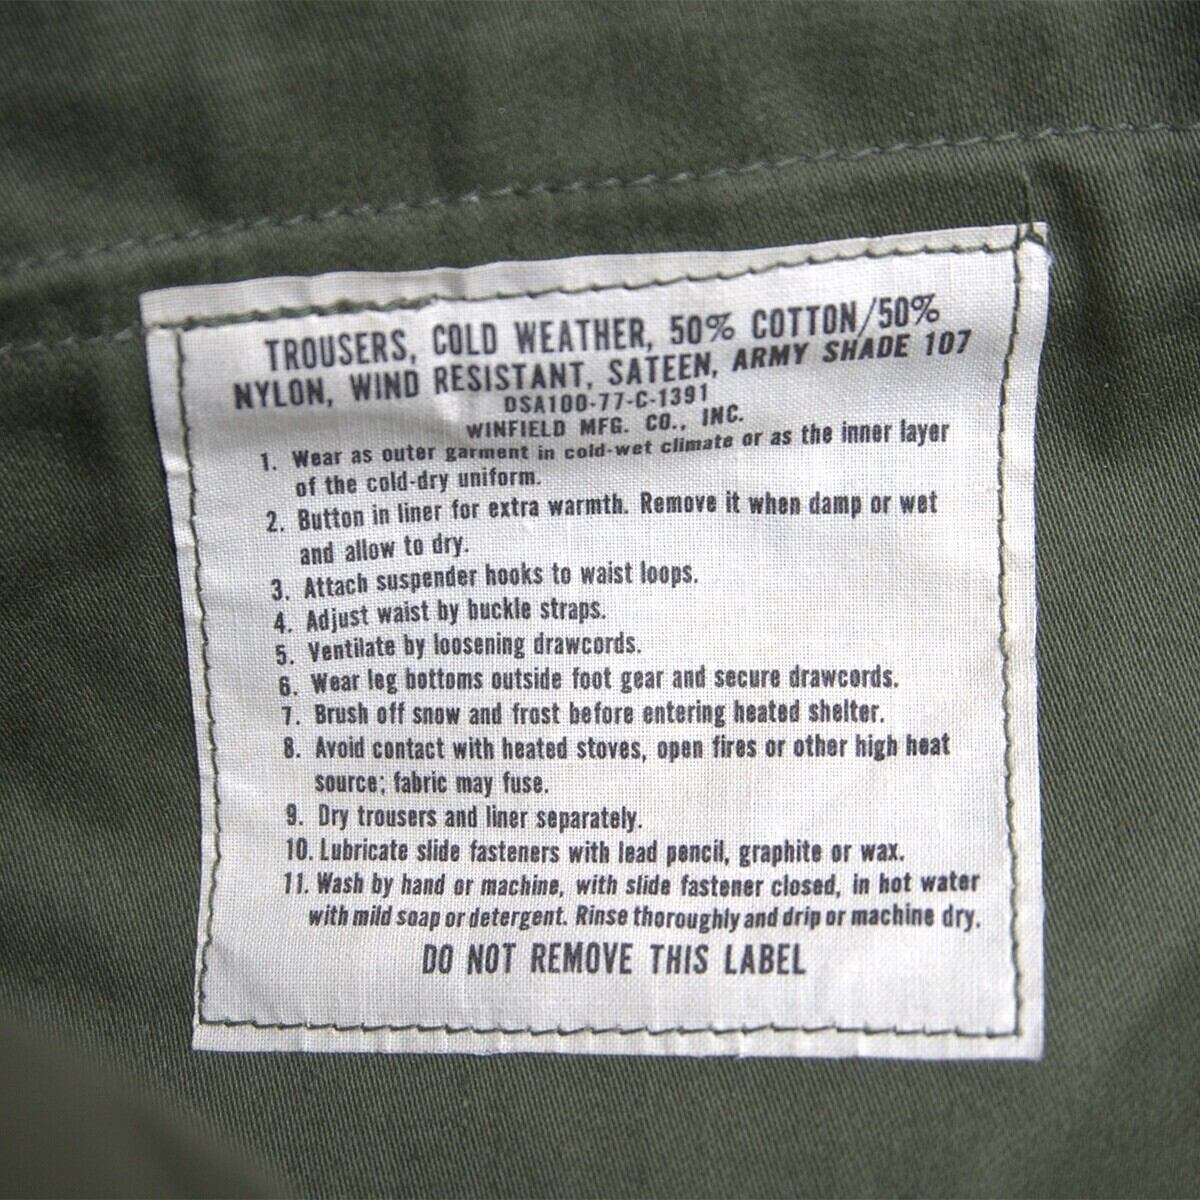 TROUSERS, COLD WEATHER, 50% COTTON/50%
NYLON, WIND RESISTANT, SATEEN, ARMY SHADE 107
DSA100-77-C-1391
WINFIELD MFG. CO., INC.
1. Wear as outer garment in cold-wet climate or as the inner layer
of the cold-dry uniform.
2. Button in liner for extra warmth. Remove it when damp or wet
and allow to dry.
3. Attach suspender hooks to waist loops.
4. Adjust waist by buckle straps.
5. Ventilate by loosening drawcords.
6. Wear leg bottoms outside foot gear and secure drawcords.
7. Brush off snow and frost before entering heated shelter.
8. Avoid contact with heated stoves, open fires or other high heat
source; fabric may fuse.
9. Dry trousers and liner separately.
10. Lubricate slide fasteners with lead pencil, graphite or wax.
11. Wash by hand or machine, with slide fastener closed, in hot water
with mild soap or detergent. Rinse thoroughly and drip or machine dry.
DO NOT REMOVE THIS LABEL